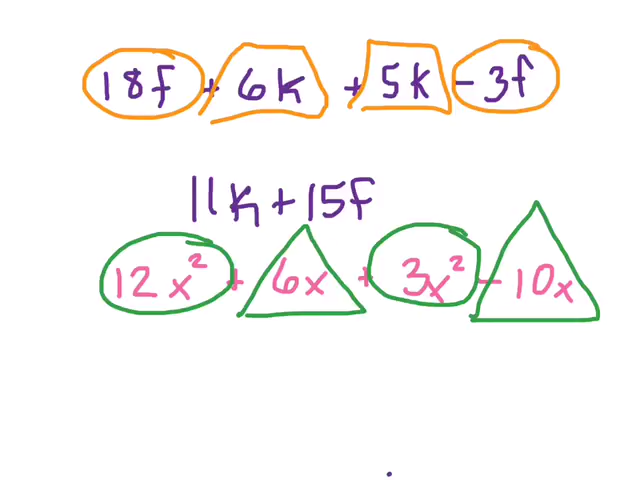 18f + 6k + 5k - 3f
11k + 15f
12x² + 6x + 3x² - 10x